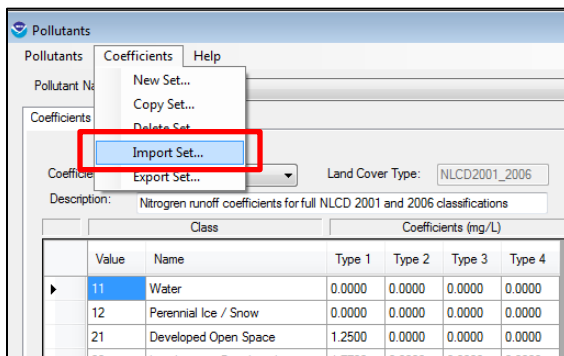 Pollutants
Pollutants Coefficients Help
Pollutant Na
New Set...
Copy Set...
Coefficients
Delete Set
Import Set...
Coefficie Land Cover Type: NLCD2001_2006
Export Set...
Description: Nitrogren runoff coefficients for full NLCD 2001 and 2006 classifications
Class Coefficients (mg/L)
Value Name Type 1 Type 2 Type 3 Type 4
11 Water 0.0000 0.0000 0.0000 0.0000
12 Perennial Ice / Snow 0.0000 0.0000 0.0000 0.0000
21 Developed Open Space 1.2500 0.0000 0.0000 0.0000